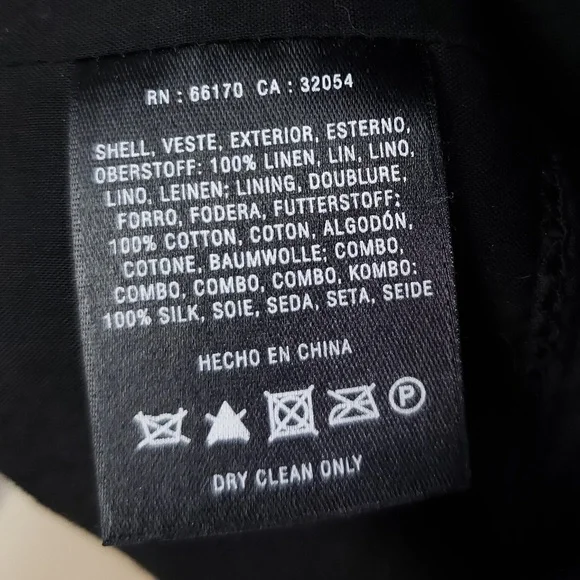 RN : 66170 CA : 32054
SHELL, VESTE, EXTERIOR, ESTERNO,
OBERSTOFF: 100% LINEN, LIN, LINO,
LINO, LEINEN; LINING, DOUBLURE,
FORRO, FODERA, FUTTERSTOFF:
100% COTTON, COTON, ALGODÓN,
COTONE, BAUMWOLLE; COMBO,
COMBO, COMBO, COMBO, KOMBO:
100% SILK, SOIE, SEDA, SETA, SEIDE
HECHO EN CHINA
P
DRY CLEAN ONLY